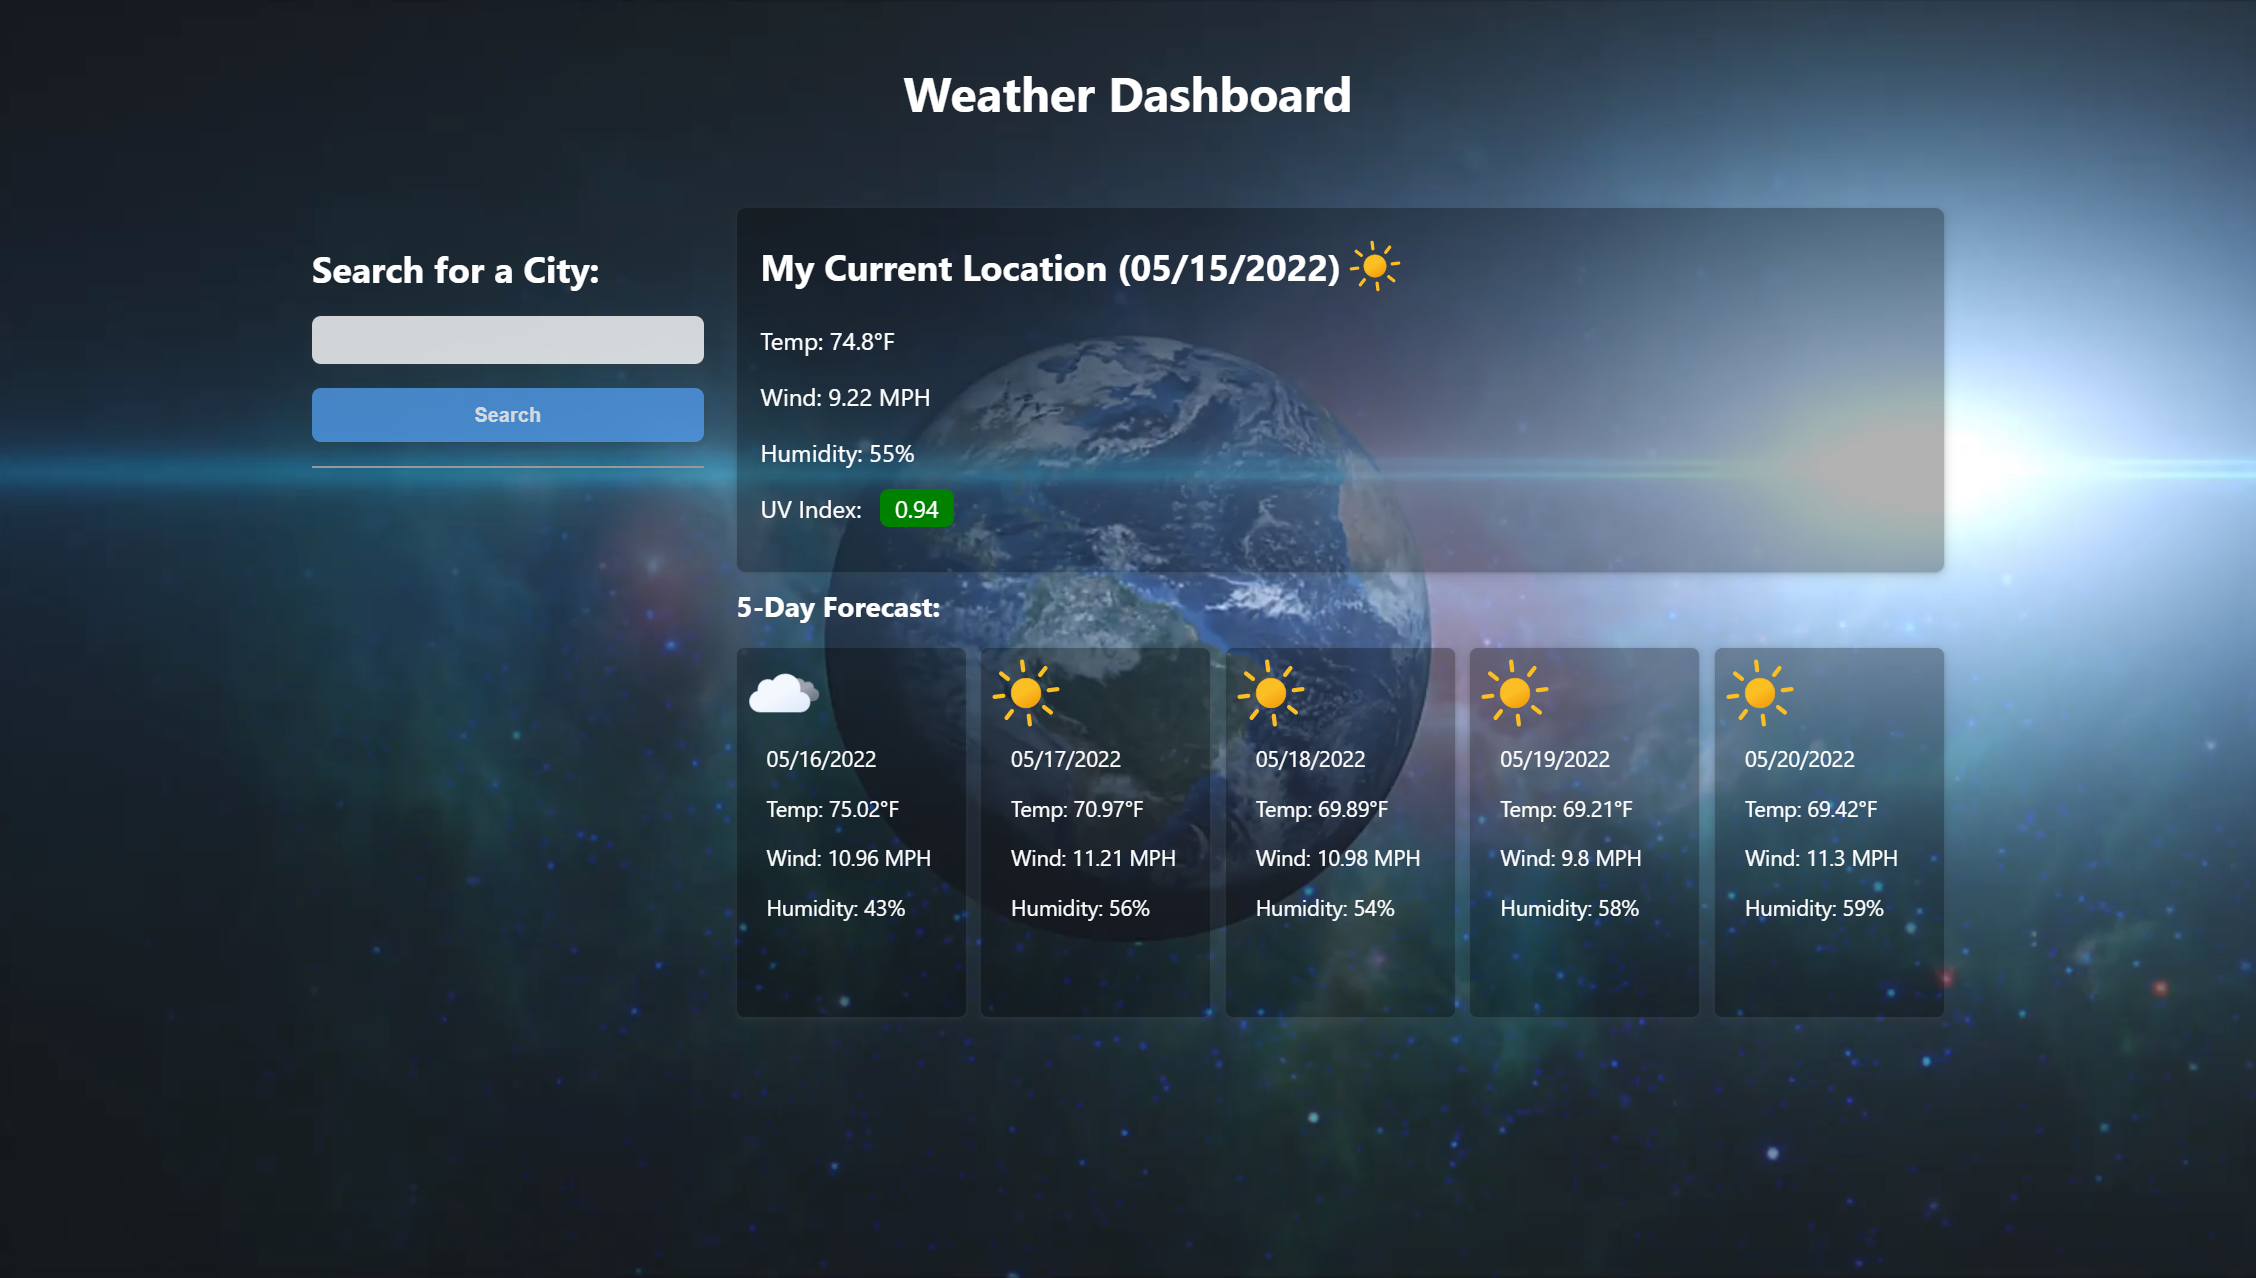 Weather Dashboard
Search for a City:
Search
My Current Location (05/15/2022)
Temp: 74.8°F
Wind: 9.22 MPH
Humidity: 55%
UV Index: 0.94
5-Day Forecast:
05/16/2022
Temp: 75.02°F
Wind: 10.96 MPH
Humidity: 43%
05/17/2022
Temp: 70.97°F
Wind: 11.21 MPH
Humidity: 56%
05/18/2022
Temp: 69.89°F
Wind: 10.98 MPH
Humidity: 54%
05/19/2022
Temp: 69.21°F
Wind: 9.8 MPH
Humidity: 58%
05/20/2022
Temp: 69.42°F
Wind: 11.3 MPH
Humidity: 59%